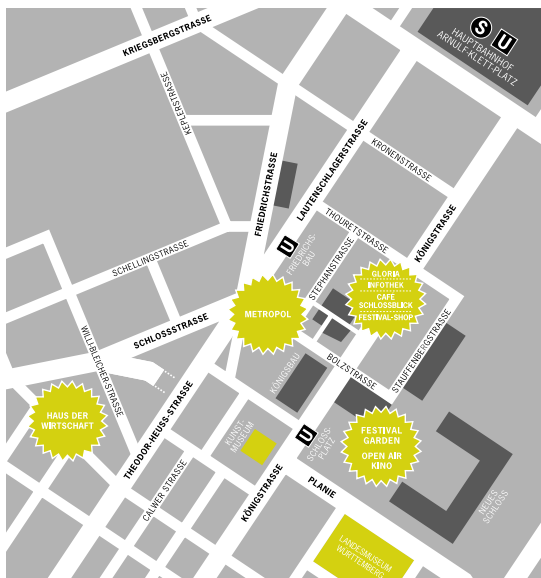 S U
HAUPTBAHNHOF
ARNULF-KLETT-PLATZ
KRIEGSBERGSTRASSE
KEPLERSTRASSE
FRIEDRICHSTRASSE
LAUTENSCHLAGERSTRASSE
KRONENSTRASSE
THOURETSTRASSE
KÖNIGSTRASSE
U
FRIEDRICHS-
BAU
STEPHANSTRASSE
SCHELLINGSTRASSE
GLORIA
INFOTHEK
CAFÉ
SCHLOSSBLICK
FESTIVAL-SHOP
METROPOL
SCHLOSSSTRASSE
WILLI-BLEICHER-STRASSE
KÖNIGSBAU
BOLZSTRASSE
STAUFFENBERGSTRASSE
HAUS DER
WIRTSCHAFT
THEODOR-HEUSS-STRASSE
KUNST-
MUSEUM
U
SCHLOSS-
PLATZ
FESTIVAL
GARDEN
OPEN AIR
KINO
CALWER STRASSE
KÖNIGSTRASSE
PLANIE
NEUES
SCHLOSS
LANDESMUSEUM
WÜRTTEMBERG